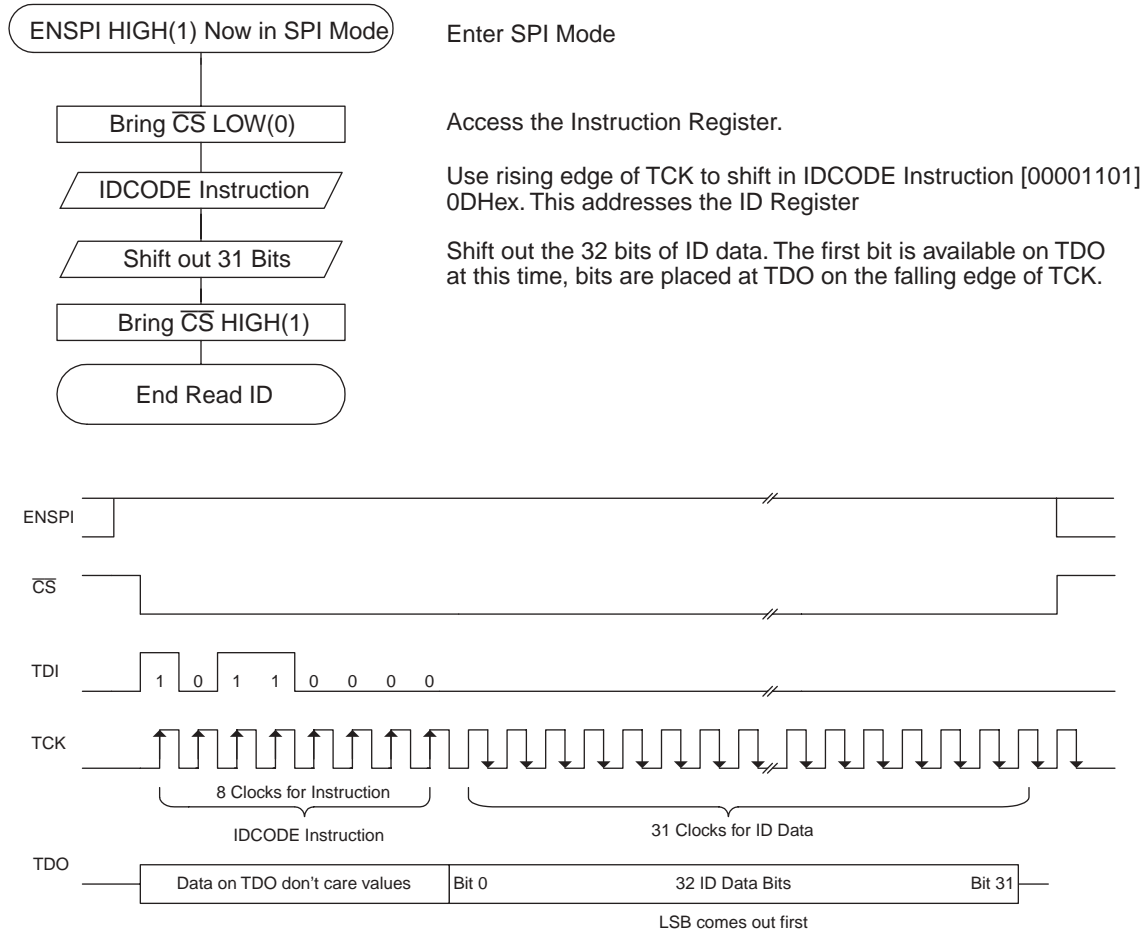 ENSPI HIGH(1) Now in SPI Mode
Enter SPI Mode
Bring C̅S̅ LOW(0)
Access the Instruction Register.
IDCODE Instruction
Use rising edge of TCK to shift in IDCODE Instruction [00001101]
0DHex. This addresses the ID Register
Shift out 31 Bits
Shift out the 32 bits of ID data. The first bit is available on TDO
at this time, bits are placed at TDO on the falling edge of TCK.
Bring C̅S̅ HIGH(1)
End Read ID
ENSPI
C̅S̅
TDI
1 0 1 1 0 0 0 0
TCK
8 Clocks for Instruction
IDCODE Instruction
31 Clocks for ID Data
TDO
Data on TDO don't care values
Bit 0
32 ID Data Bits
Bit 31
LSB comes out first